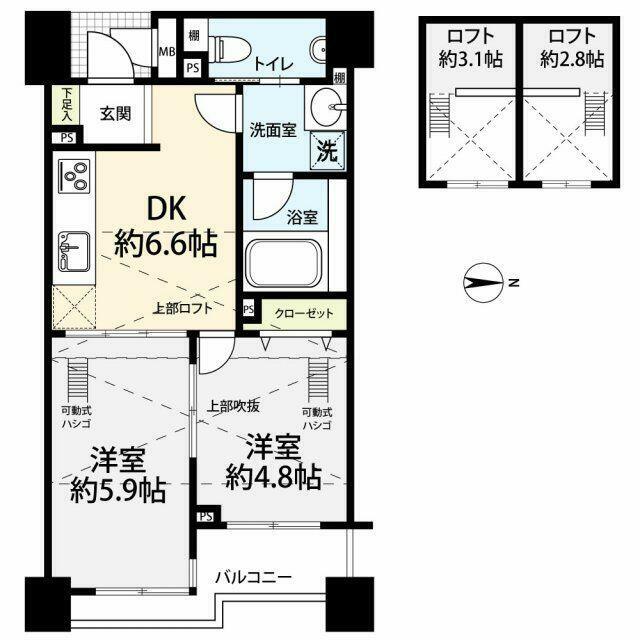 棚
MB
PS
トイレ
棚
下足入
玄関
PS
洗面室
洗
DK
約6.6帖
浴室
上部ロフト
PS
クローゼット
可動式
ハシゴ
上部吹抜
可動式
ハシゴ
洋室
約5.9帖
洋室
約4.8帖
PS
バルコニー
ロフト
約3.1帖
ロフト
約2.8帖
N